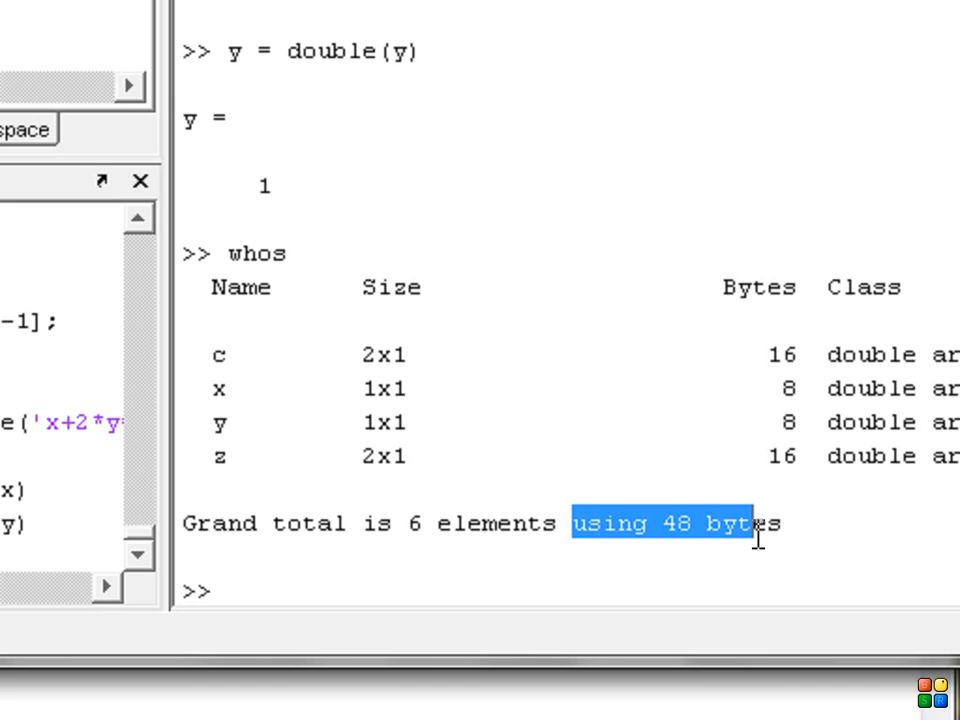 >> y = double(y)
y =
1
>> whos
Name Size Bytes Class
c 2x1 16 double ar
x 1x1 8 double ar
y 1x1 8 double ar
z 2x1 16 double ar
Grand total is 6 elements using 48 bytes
>>
space
-1];
e('x+2*y
x)
y)